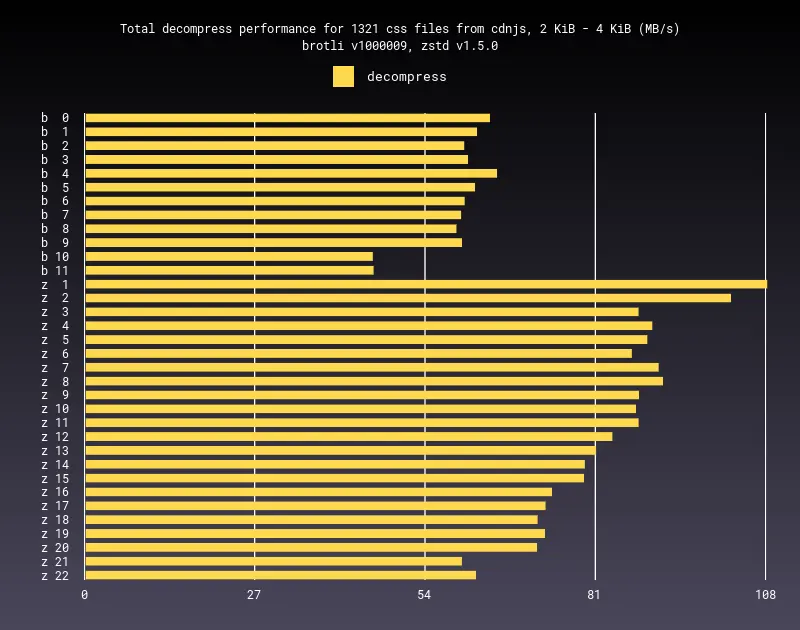 Total decompress performance for 1321 css files from cdnjs, 2 KiB - 4 KiB (MB/s)
brotli v1000009, zstd v1.5.0
decompress
b 0
b 1
b 2
b 3
b 4
b 5
b 6
b 7
b 8
b 9
b 10
b 11
z 1
z 2
z 3
z 4
z 5
z 6
z 7
z 8
z 9
z 10
z 11
z 12
z 13
z 14
z 15
z 16
z 17
z 18
z 19
z 20
z 21
z 22
0 27 54 81 108